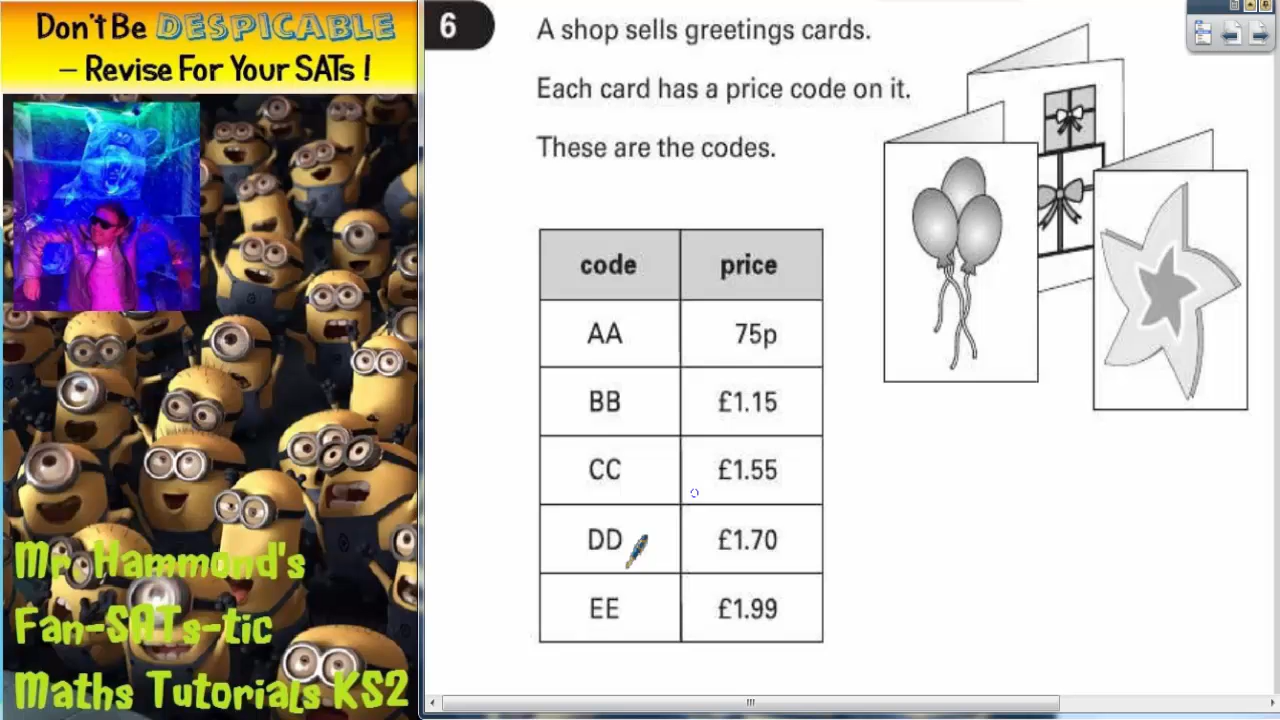 Don't Be DESPICABLE
– Revise For Your SATs !
Mr. Hammond's
Fan-SATs-tic
Maths Tutorials KS2
6
A shop sells greetings cards.
Each card has a price code on it.
These are the codes.
code price
AA 75p
BB £1.15
CC £1.55
DD £1.70
EE £1.99